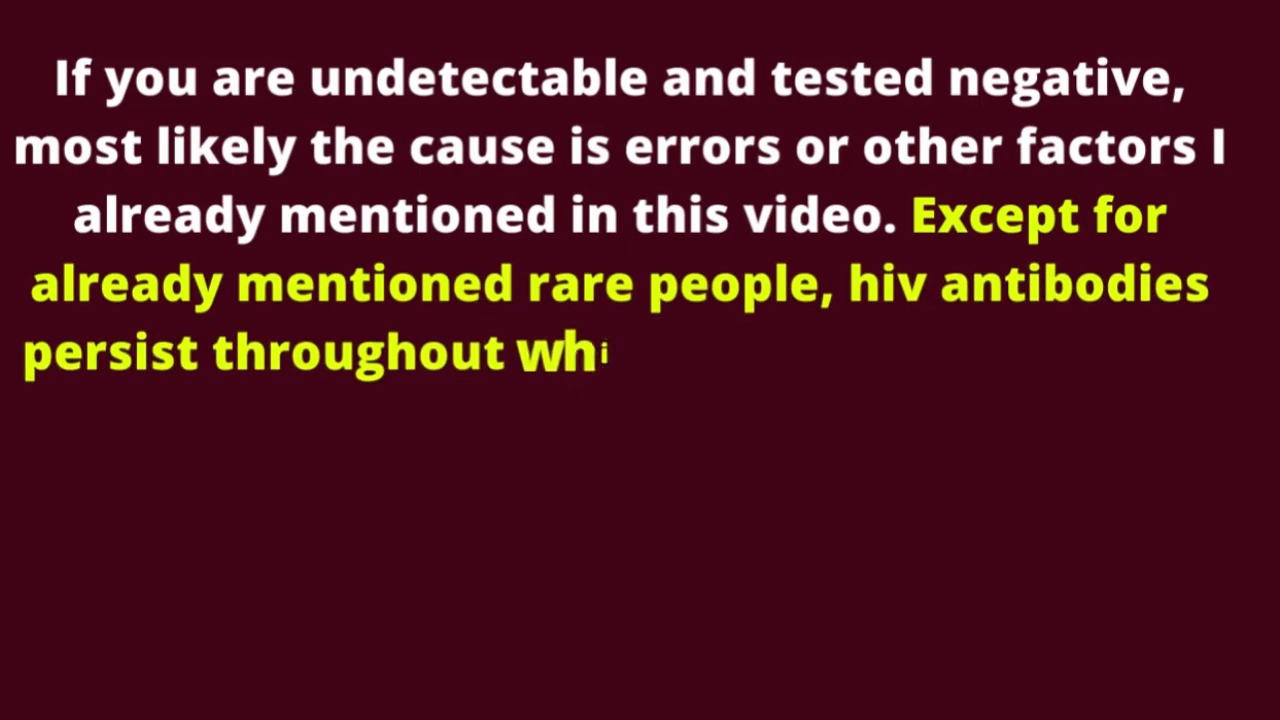 If you are undetectable and tested negative,
most likely the cause is errors or other factors I
already mentioned in this video. Except for
already mentioned rare people, hiv antibodies
persist throughout whi